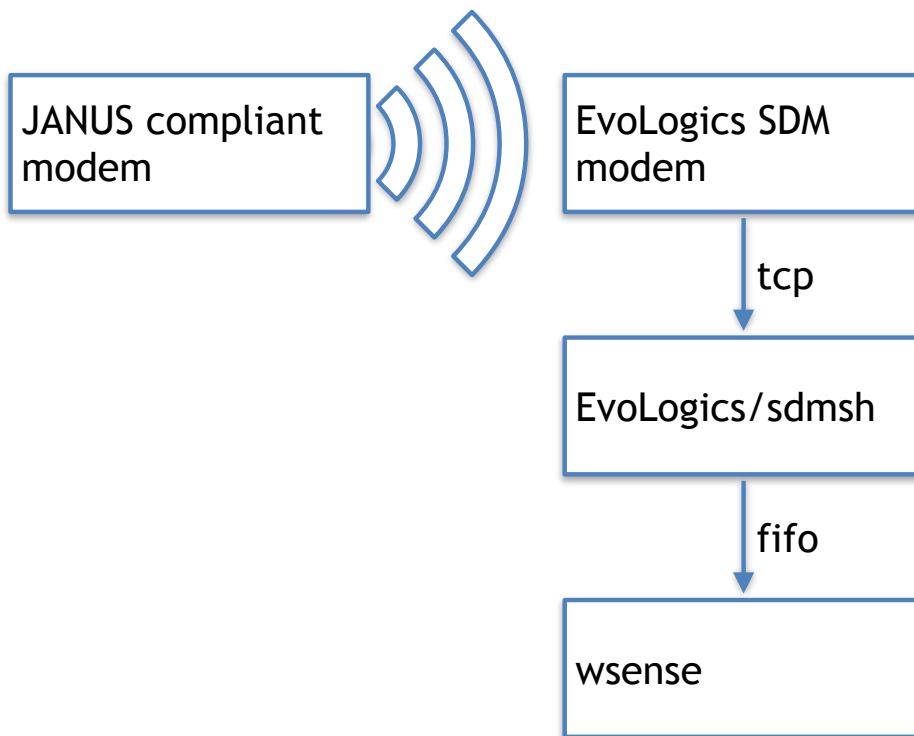 JANUS compliant
modem
EvoLogics SDM
modem
tcp
EvoLogics/sdmsh
fifo
wsense